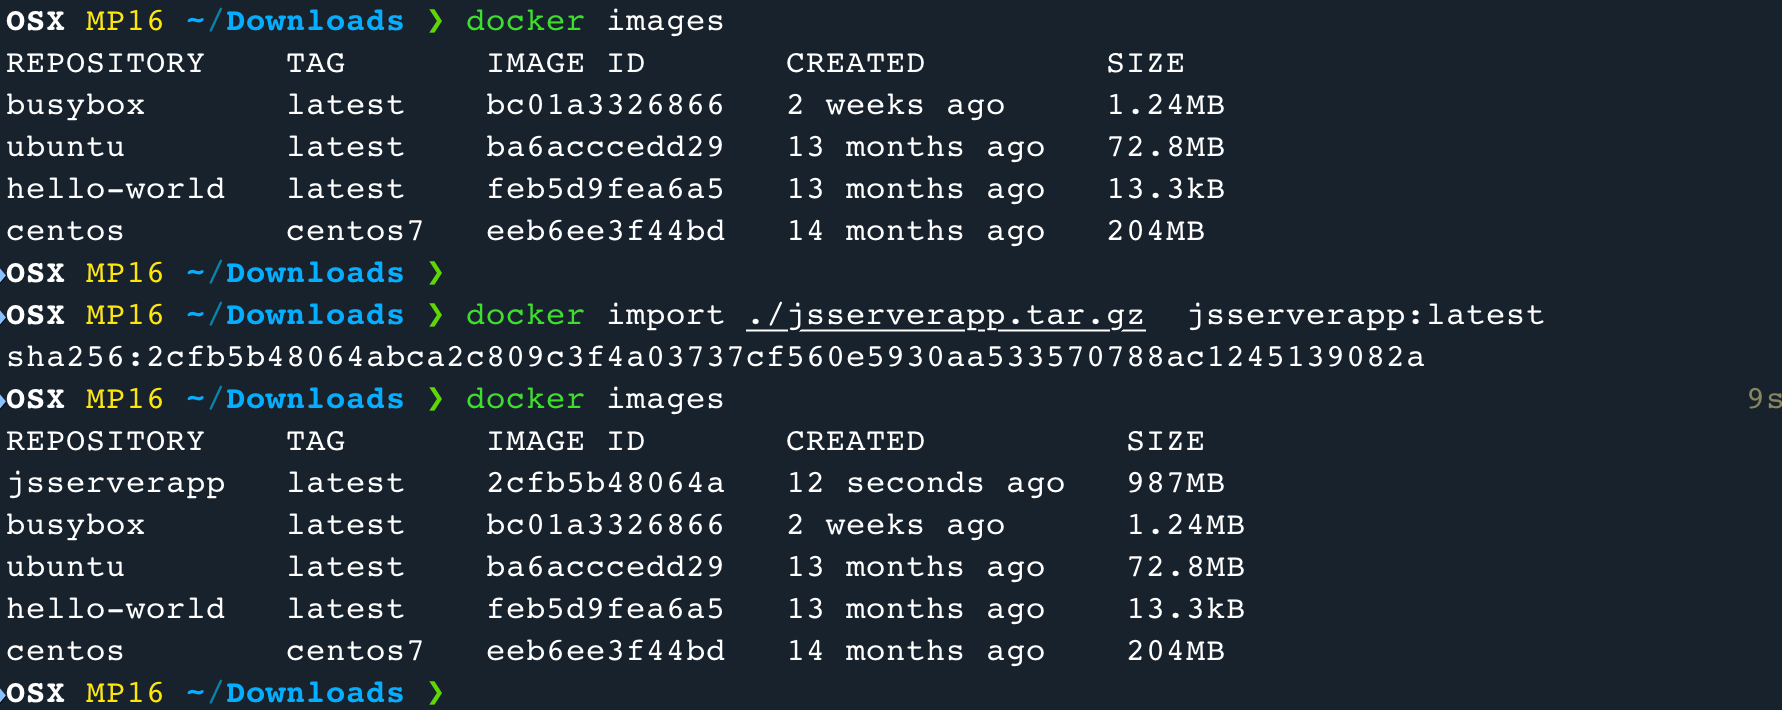 OSX MP16 ~/Downloads ❯ docker images
REPOSITORY TAG IMAGE ID CREATED SIZE
busybox latest bc01a3326866 2 weeks ago 1.24MB
ubuntu latest ba6acccedd29 13 months ago 72.8MB
hello-world latest feb5d9fea6a5 13 months ago 13.3kB
centos centos7 eeb6ee3f44bd 14 months ago 204MB
OSX MP16 ~/Downloads ❯
OSX MP16 ~/Downloads ❯ docker import ./jsserverapp.tar.gz jsserverapp:latest
sha256:2cfb5b48064abca2c809c3f4a03737cf560e5930aa533570788ac1245139082a
OSX MP16 ~/Downloads ❯ docker images 9s
REPOSITORY TAG IMAGE ID CREATED SIZE
jsserverapp latest 2cfb5b48064a 12 seconds ago 987MB
busybox latest bc01a3326866 2 weeks ago 1.24MB
ubuntu latest ba6acccedd29 13 months ago 72.8MB
hello-world latest feb5d9fea6a5 13 months ago 13.3kB
centos centos7 eeb6ee3f44bd 14 months ago 204MB
OSX MP16 ~/Downloads ❯